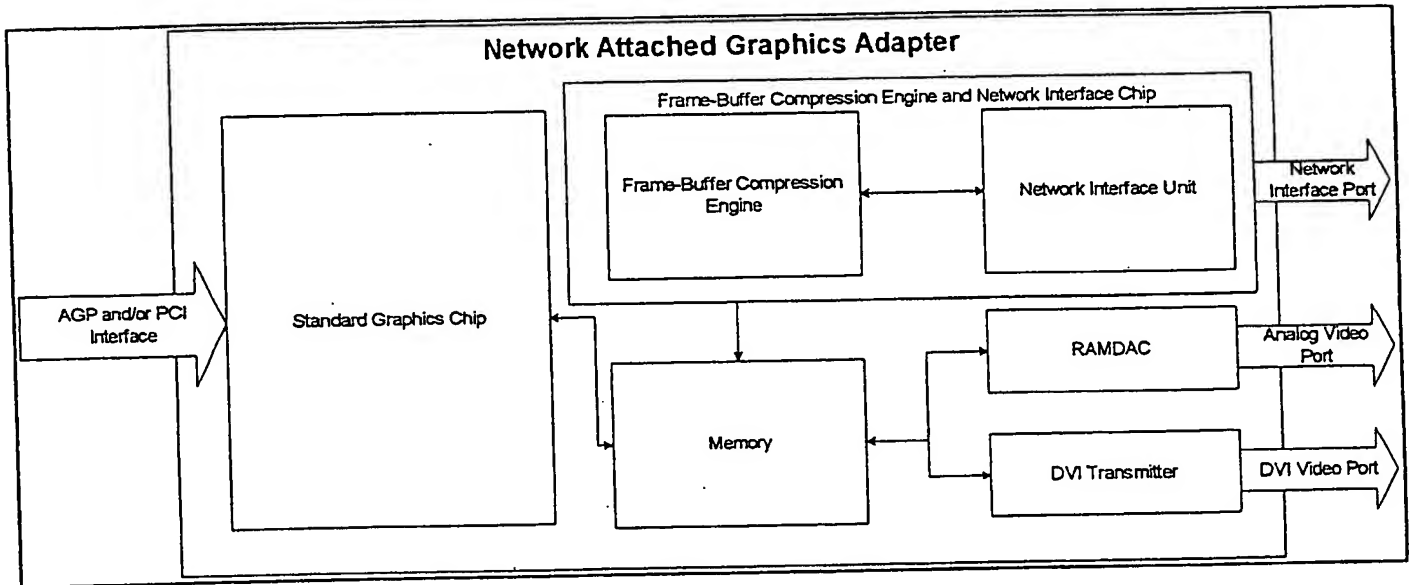 Network Attached Graphics Adapter
Frame-Buffer Compression Engine and Network Interface Chip
Frame-Buffer Compression
Engine
Network Interface Unit
Network
Interface Port
AGP and/or PCI
Interface
Standard Graphics Chip
Memory
RAMDAC
Analog Video
Port
DVI Transmitter
DVI Video Port